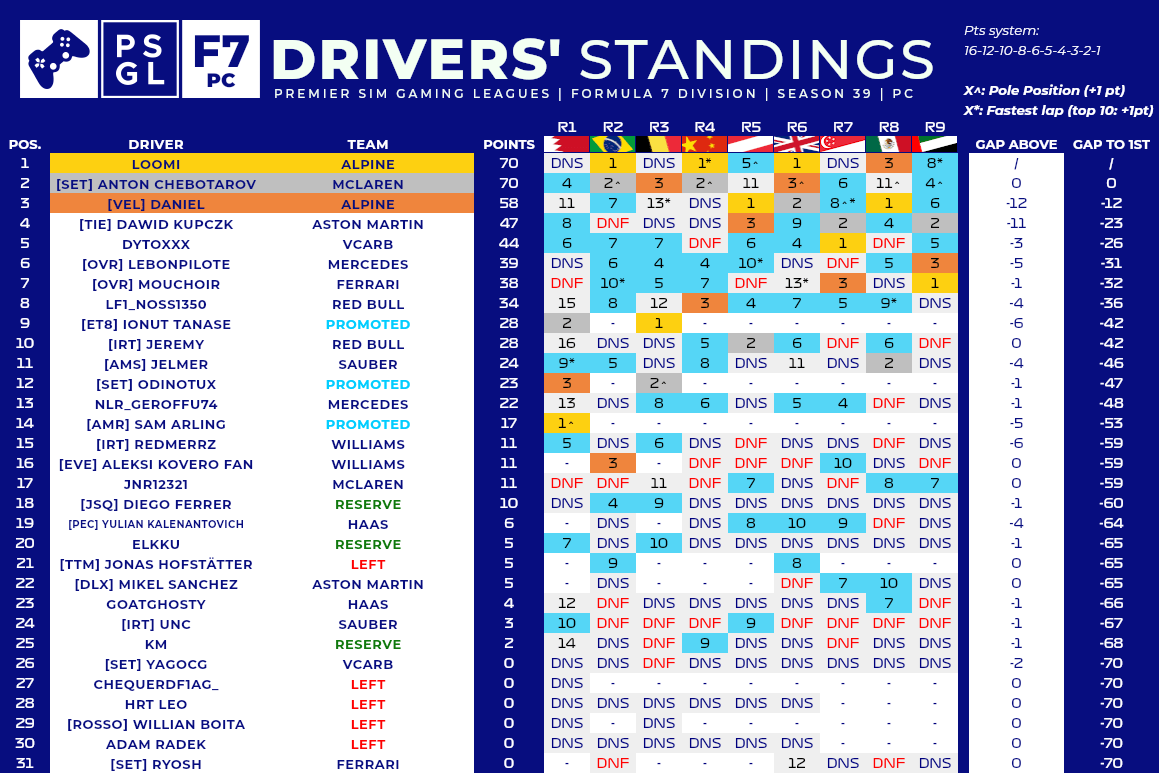 PS
GL
F7
PC
DRIVERS' STANDINGS
PREMIER SIM GAMING LEAGUES | FORMULA 7 DIVISION | SEASON 39 | PC
Pts system:
16-12-10-8-6-5-4-3-2-1
X^: Pole Position (+1 pt)
X*: Fastest lap (top 10: +1pt)
R1 R2 R3 R4 R5 R6 R7 R8 R9
POS. DRIVER TEAM POINTS GAP ABOVE GAP TO 1ST
1 LOOMI ALPINE 70 DNS 1 DNS 1* 5^ 1 DNS 3 8* / /
2 [SET] ANTON CHEBOTAROV MCLAREN 70 4 2^ 3 2^ 11 3^ 6 11^ 4^ 0 0
3 [VEL] DANIEL ALPINE 58 11 7 13* DNS 1 2 8^* 1 6 -12 -12
4 [TIE] DAWID KUPCZK ASTON MARTIN 47 8 DNF DNS DNS 3 9 2 4 2 -11 -23
5 DYTOXXX VCARB 44 6 7 7 DNF 6 4 1 DNF 5 -3 -26
6 [OVR] LEBONPILOTE MERCEDES 39 DNS 6 4 4 10* DNS DNF 5 3 -5 -31
7 [OVR] MOUCHOIR FERRARI 38 DNF 10* 5 7 DNF 13* 3 DNS 1 -1 -32
8 LF1_NOSS1350 RED BULL 34 15 8 12 3 4 7 5 9* DNS -4 -36
9 [ET8] IONUT TANASE PROMOTED 28 2 - 1 - - - - - - -6 -42
10 [IRT] JEREMY RED BULL 28 16 DNS DNS 5 2 6 DNF 6 DNF 0 -42
11 [AMS] JELMER SAUBER 24 9* 5 DNS 8 DNS 11 DNS 2 DNS -4 -46
12 [SET] ODINOTUX PROMOTED 23 3 - 2^ - - - - - - -1 -47
13 NLR_GEROFFU74 MERCEDES 22 13 DNS 8 6 DNS 5 4 DNF DNS -1 -48
14 [AMR] SAM ARLING PROMOTED 17 1^ - - - - - - - - -5 -53
15 [IRT] REDMERRZ WILLIAMS 11 5 DNS 6 DNS DNF DNS DNS DNF DNS -6 -59
16 [EVE] ALEKSI KOVERO FAN WILLIAMS 11 - 3 - DNF DNF DNF 10 DNS DNF 0 -59
17 JNR12321 MCLAREN 11 DNF DNF 11 DNF 7 DNS DNF 8 7 0 -59
18 [JSQ] DIEGO FERRER RESERVE 10 DNS 4 9 DNS DNS DNS DNS DNS DNS -1 -60
19 [PEC] YULIAN KALENANTOVICH HAAS 6 - DNS - DNS 8 10 9 DNF DNS -4 -64
20 ELKKU RESERVE 5 7 DNS 10 DNS DNS DNS DNS DNS DNS -1 -65
21 [TTM] JONAS HOFSTÄTTER LEFT 5 - 9 - - - 8 - - - 0 -65
22 [DLX] MIKEL SANCHEZ ASTON MARTIN 5 - DNS - - - DNF 7 10 DNS 0 -65
23 GOATGHOSTY HAAS 4 12 DNF DNS DNS DNS DNS DNS 7 DNF -1 -66
24 [IRT] UNC SAUBER 3 10 DNF DNF DNF 9 DNF DNF DNF DNF -1 -67
25 KM RESERVE 2 14 DNS DNF 9 DNS DNS DNF DNS DNS -1 -68
26 [SET] YAGOCG VCARB 0 DNS DNS DNF DNS DNS DNS DNS DNS DNS -2 -70
27 CHEQUERDF1AG_ LEFT 0 DNS - - - - - - - - 0 -70
28 HRT LEO LEFT 0 DNS DNS DNS DNS DNS DNS - - - 0 -70
29 [ROSSO] WILLIAN BOITA LEFT 0 DNS - DNS - - - - - - 0 -70
30 ADAM RADEK LEFT 0 DNS DNS DNS DNS DNS DNS - - - 0 -70
31 [SET] RYOSH FERRARI 0 - DNF - - - 12 DNS DNS DNS 0 -70